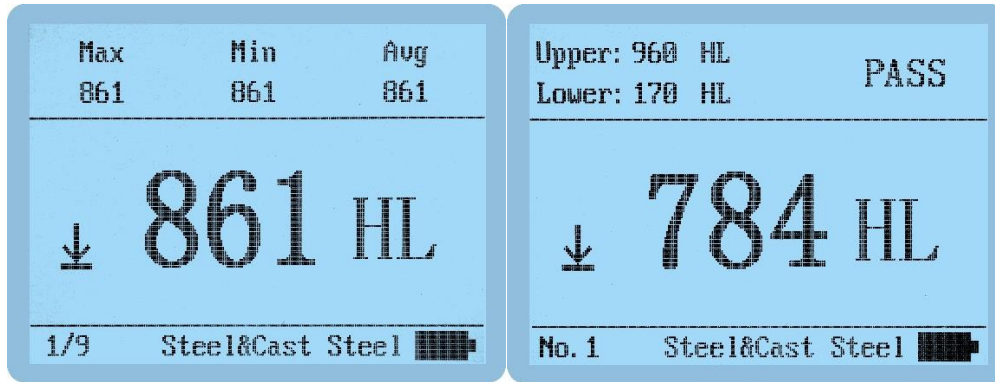 Max Min Avg
861 861 861
861 HL
1/9 Steel&Cast Steel
Upper: 960 HL
Lower: 170 HL
PASS
784 HL
No. 1 Steel&Cast Steel